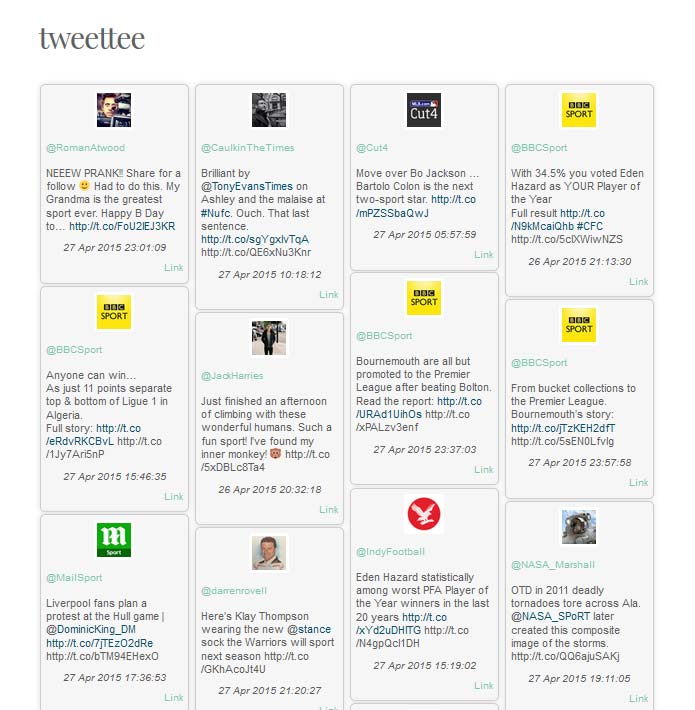 tweettee
@RomanAtwood
NEEEW PRANK!! Share for a
follow 😊 Had to do this. My
Grandma is the greatest
sport ever. Happy B Day
to... http://t.co/FoU2lEJ3KR
27 Apr 2015 23:01:09
Link
BBC
SPORT
@BBCSport
Anyone can win...
As just 11 points separate
top & bottom of Ligue 1 in
Algeria.
Full story: http://t.co
/eRdvRKCBvL http://t.co
/1Jy7Ari5nP
27 Apr 2015 15:46:35
Link
m
Sport
@MailSport
Liverpool fans plan a
protest at the Hull game |
@DominicKing_DM
http://t.co/7jTEzO2dRe
http://t.co/bTM94EHexO
27 Apr 2015 17:36:53
Link
@CaulkinTheTimes
Brilliant by
@TonyEvansTimes on
Ashley and the malaise at
#Nufc. Ouch. That last
sentence.
http://t.co/sgYgxlvTqA
http://t.co/QE6xNu3Knr
27 Apr 2015 10:18:12
Link
@JackHarries
Just finished an afternoon
of climbing with these
wonderful humans. Such a
fun sport! I've found my
inner monkey! 🐵 http://t.co
/5xDBLc8Ta4
26 Apr 2015 20:32:18
Link
@darrenrovell
Here's Klay Thompson
wearing the new @stance
sock the Warriors will sport
next season http://t.co
/GKhAcoJt4U
27 Apr 2015 21:20:27
Link
MLB.com
Cut4
@Cut4
Move over Bo Jackson ...
Bartolo Colon is the next
two-sport star. http://t.co
/mPZSSbaQwJ
27 Apr 2015 05:57:59
Link
BBC
SPORT
@BBCSport
Bournemouth are all but
promoted to the Premier
League after beating Bolton.
Read the report: http://t.co
/URAd1UihOs http://t.co
/xPALzv3enf
27 Apr 2015 23:37:03
Link
@IndyFootball
Eden Hazard statistically
among worst PFA Player of
the Year winners in the last
20 years http://t.co
/xYd2uDHlTG http://t.co
/N4gpQcl1DH
27 Apr 2015 15:19:02
Link
BBC
SPORT
@BBCSport
With 34.5% you voted Eden
Hazard as YOUR Player of
the Year
Full result http://t.co
/N9kMcaiQhb #CFC
http://t.co/5clXWiwNZS
26 Apr 2015 21:13:30
Link
BBC
SPORT
@BBCSport
From bucket collections to
the Premier League.
Bournemouth's story:
http://t.co/jTzKEH2dfT
http://t.co/5sEN0Lfvlg
27 Apr 2015 23:57:58
Link
@NASA_Marshall
OTD in 2011 deadly
tornadoes tore across Ala.
@NASA_SPoRT later
created this composite
image of the storms.
http://t.co/QQ6ajuSAKj
27 Apr 2015 19:11:05
Link